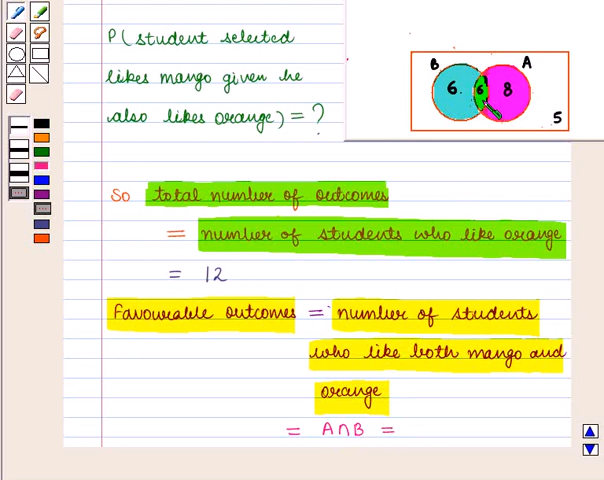 P(student selected
likes mango given he
also likes orange) = ?
B A
6. 6 8
5
So total number of outcomes
= number of students who like orange
= 12
Favourable outcomes = number of students
who like both mango and
orange
= A∩B =